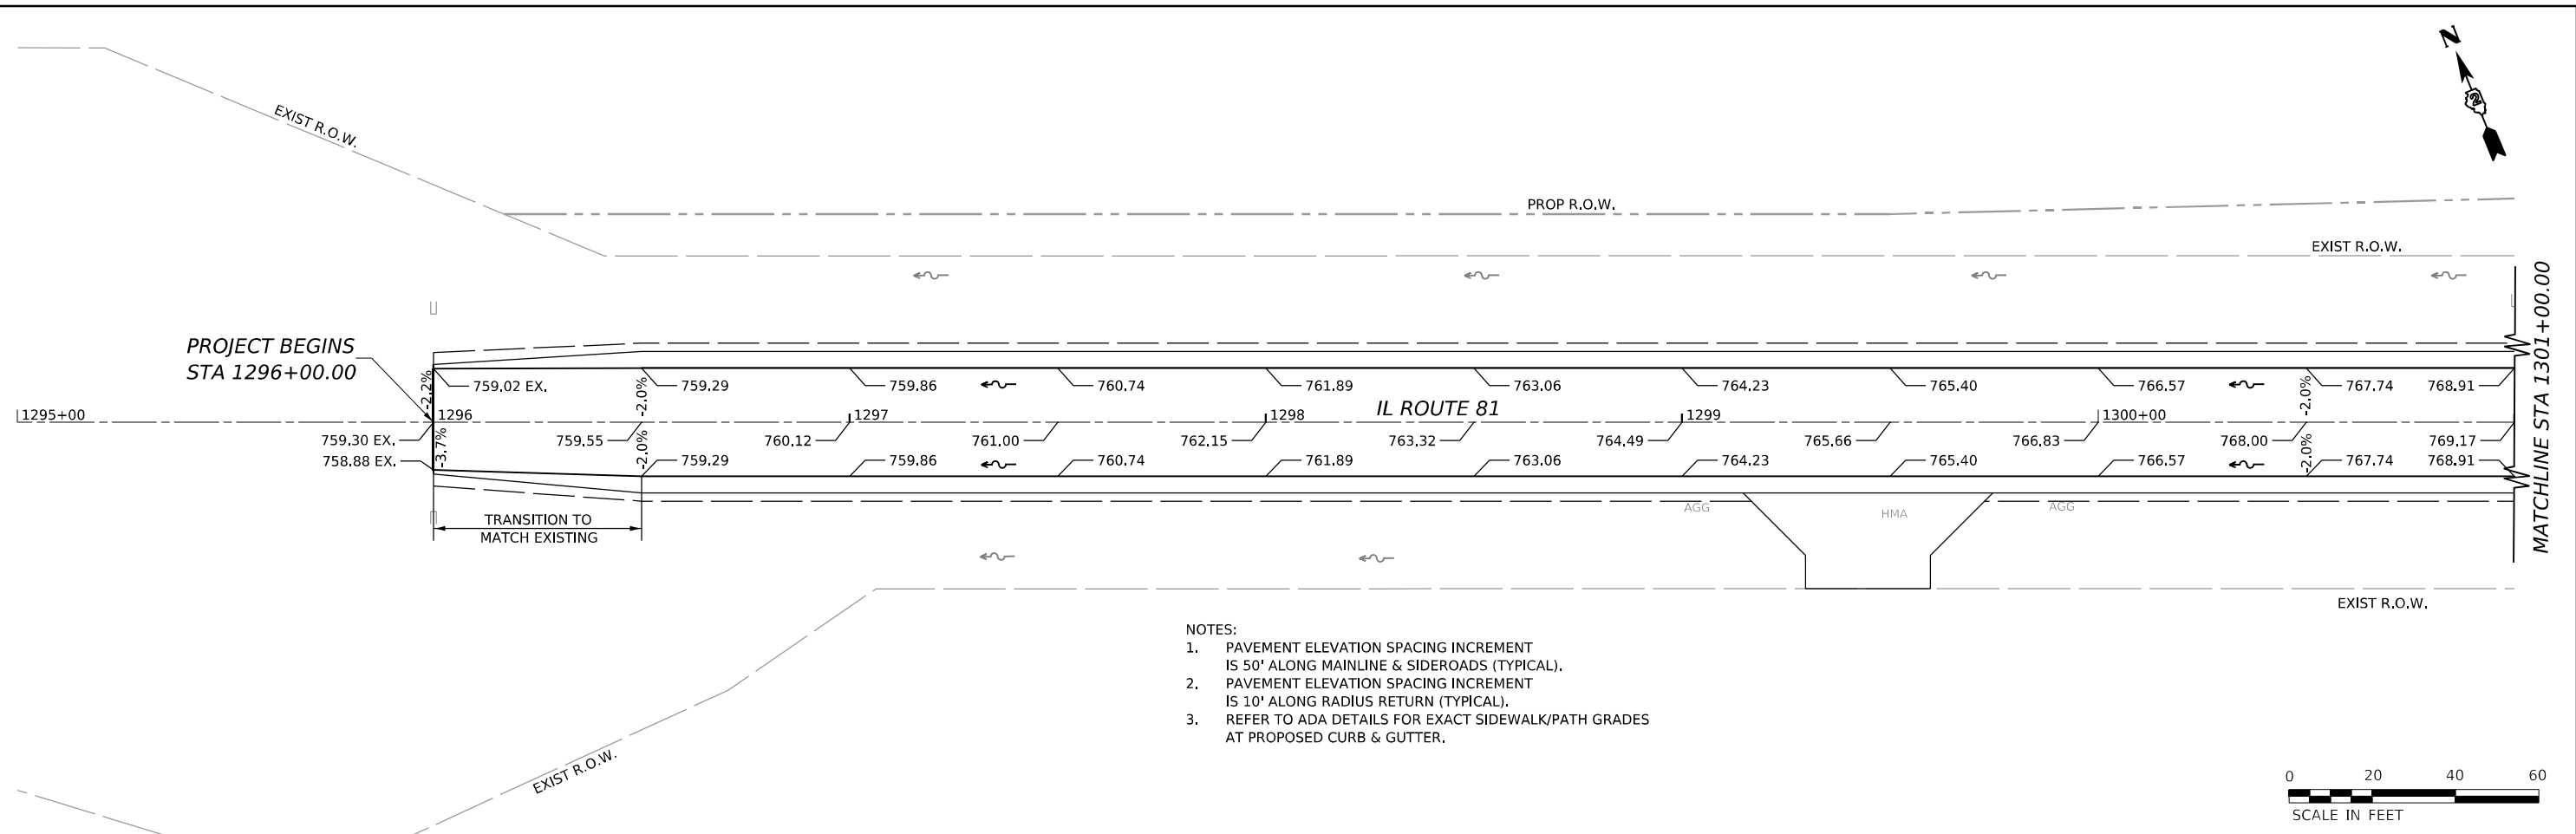 N
2
EXIST R.O.W.
PROP R.O.W.
EXIST R.O.W.
MATCHLINE STA 1301+00.00
PROJECT BEGINS
STA 1296+00.00
-2.2%
759.02 EX.
-2.0%
759.29
759.86
760.74
761.89
763.06
764.23
765.40
766.57
-2.0%
767.74
768.91
1295+00
1296
1297
1298
IL ROUTE 81
1299
1300+00
759.30 EX.
-3.7%
759.55
-2.0%
760.12
761.00
762.15
763.32
764.49
765.66
766.83
768.00
-2.0%
769.17
758.88 EX.
759.29
759.86
760.74
761.89
763.06
764.23
765.40
766.57
767.74
768.91
TRANSITION TO
MATCH EXISTING
AGG
HMA
AGG
EXIST R.O.W.
NOTES:
1. PAVEMENT ELEVATION SPACING INCREMENT
IS 50' ALONG MAINLINE & SIDEROADS (TYPICAL).
2. PAVEMENT ELEVATION SPACING INCREMENT
IS 10' ALONG RADIUS RETURN (TYPICAL).
3. REFER TO ADA DETAILS FOR EXACT SIDEWALK/PATH GRADES
AT PROPOSED CURB & GUTTER.
EXIST R.O.W.
0 20 40 60
SCALE IN FEET